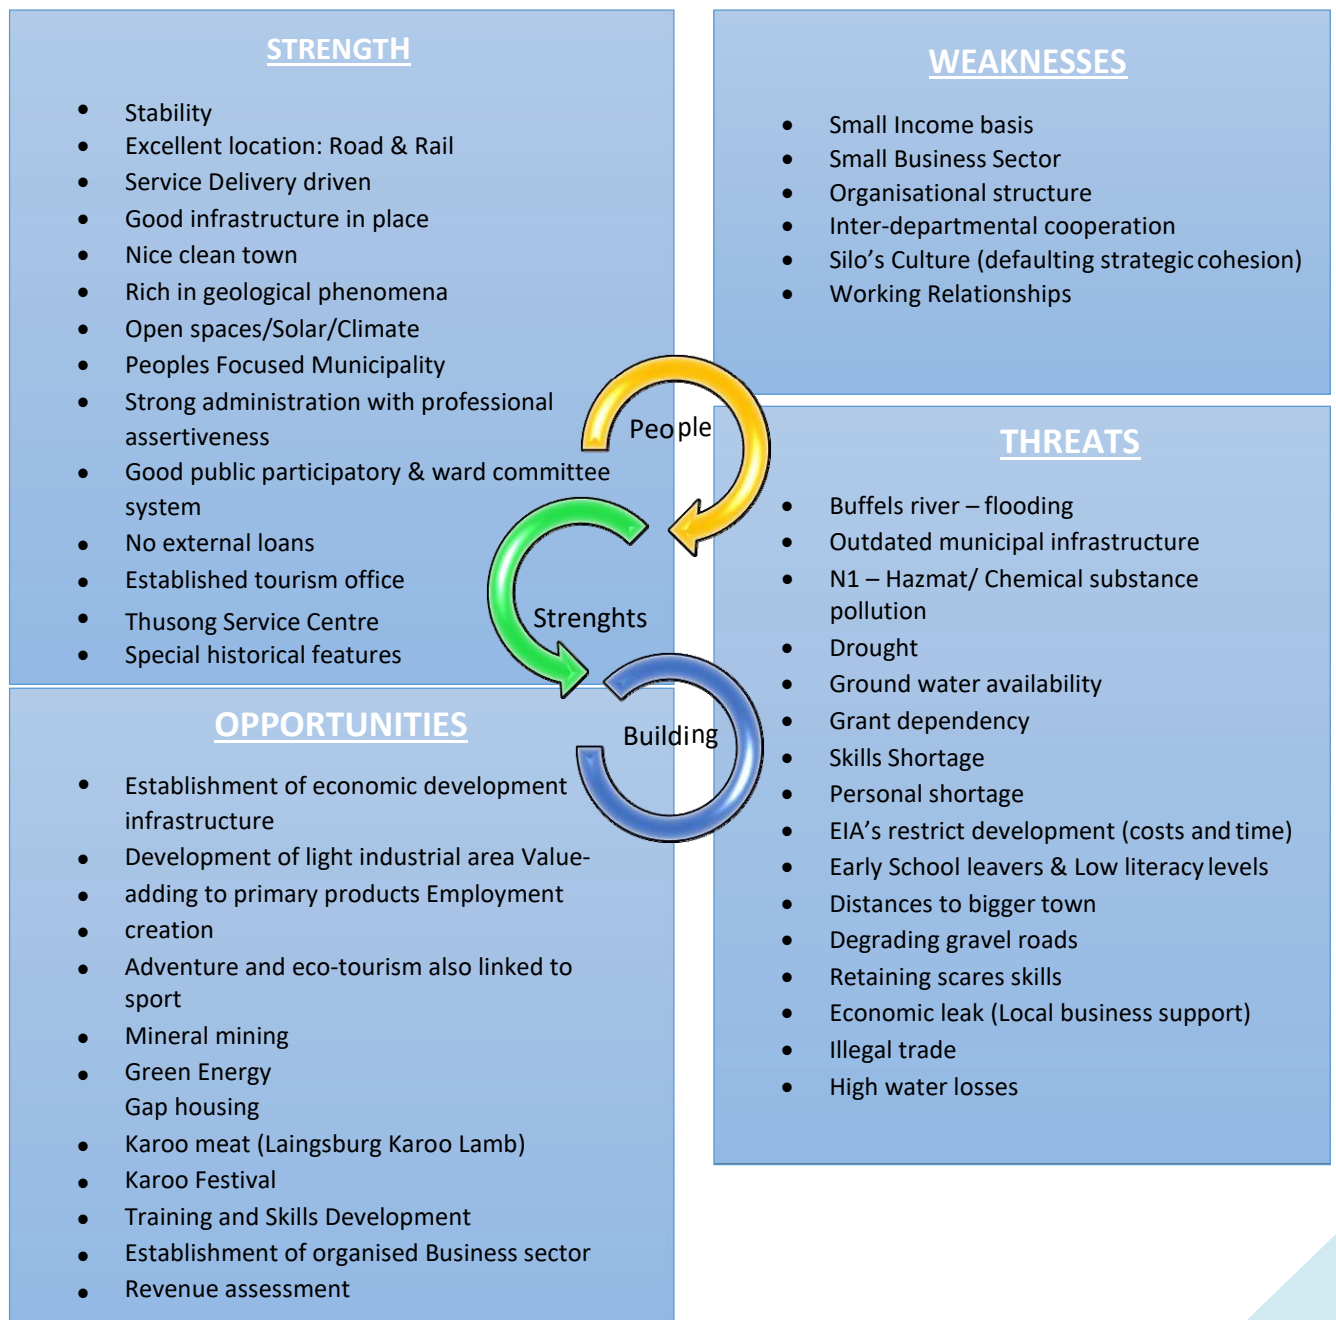 STRENGTH
• Stability
• Excellent location: Road & Rail
• Service Delivery driven
• Good infrastructure in place
• Nice clean town
• Rich in geological phenomena
• Open spaces/Solar/Climate
• Peoples Focused Municipality
• Strong administration with professional
assertiveness
• Good public participatory & ward committee
system
• No external loans
• Established tourism office
• Thusong Service Centre
• Special historical features
WEAKNESSES
• Small Income basis
• Small Business Sector
• Organisational structure
• Inter-departmental cooperation
• Silo’s Culture (defaulting strategic cohesion)
• Working Relationships
People
Strenghts
Building
OPPORTUNITIES
• Establishment of economic development
infrastructure
• Development of light industrial area Value-
• adding to primary products Employment
• creation
• Adventure and eco-tourism also linked to
sport
• Mineral mining
• Green Energy
Gap housing
• Karoo meat (Laingsburg Karoo Lamb)
• Karoo Festival
• Training and Skills Development
• Establishment of organised Business sector
• Revenue assessment
THREATS
• Buffels river – flooding
• Outdated municipal infrastructure
• N1 – Hazmat/ Chemical substance
pollution
• Drought
• Ground water availability
• Grant dependency
• Skills Shortage
• Personal shortage
• EIA’s restrict development (costs and time)
• Early School leavers & Low literacy levels
• Distances to bigger town
• Degrading gravel roads
• Retaining scares skills
• Economic leak (Local business support)
• Illegal trade
• High water losses